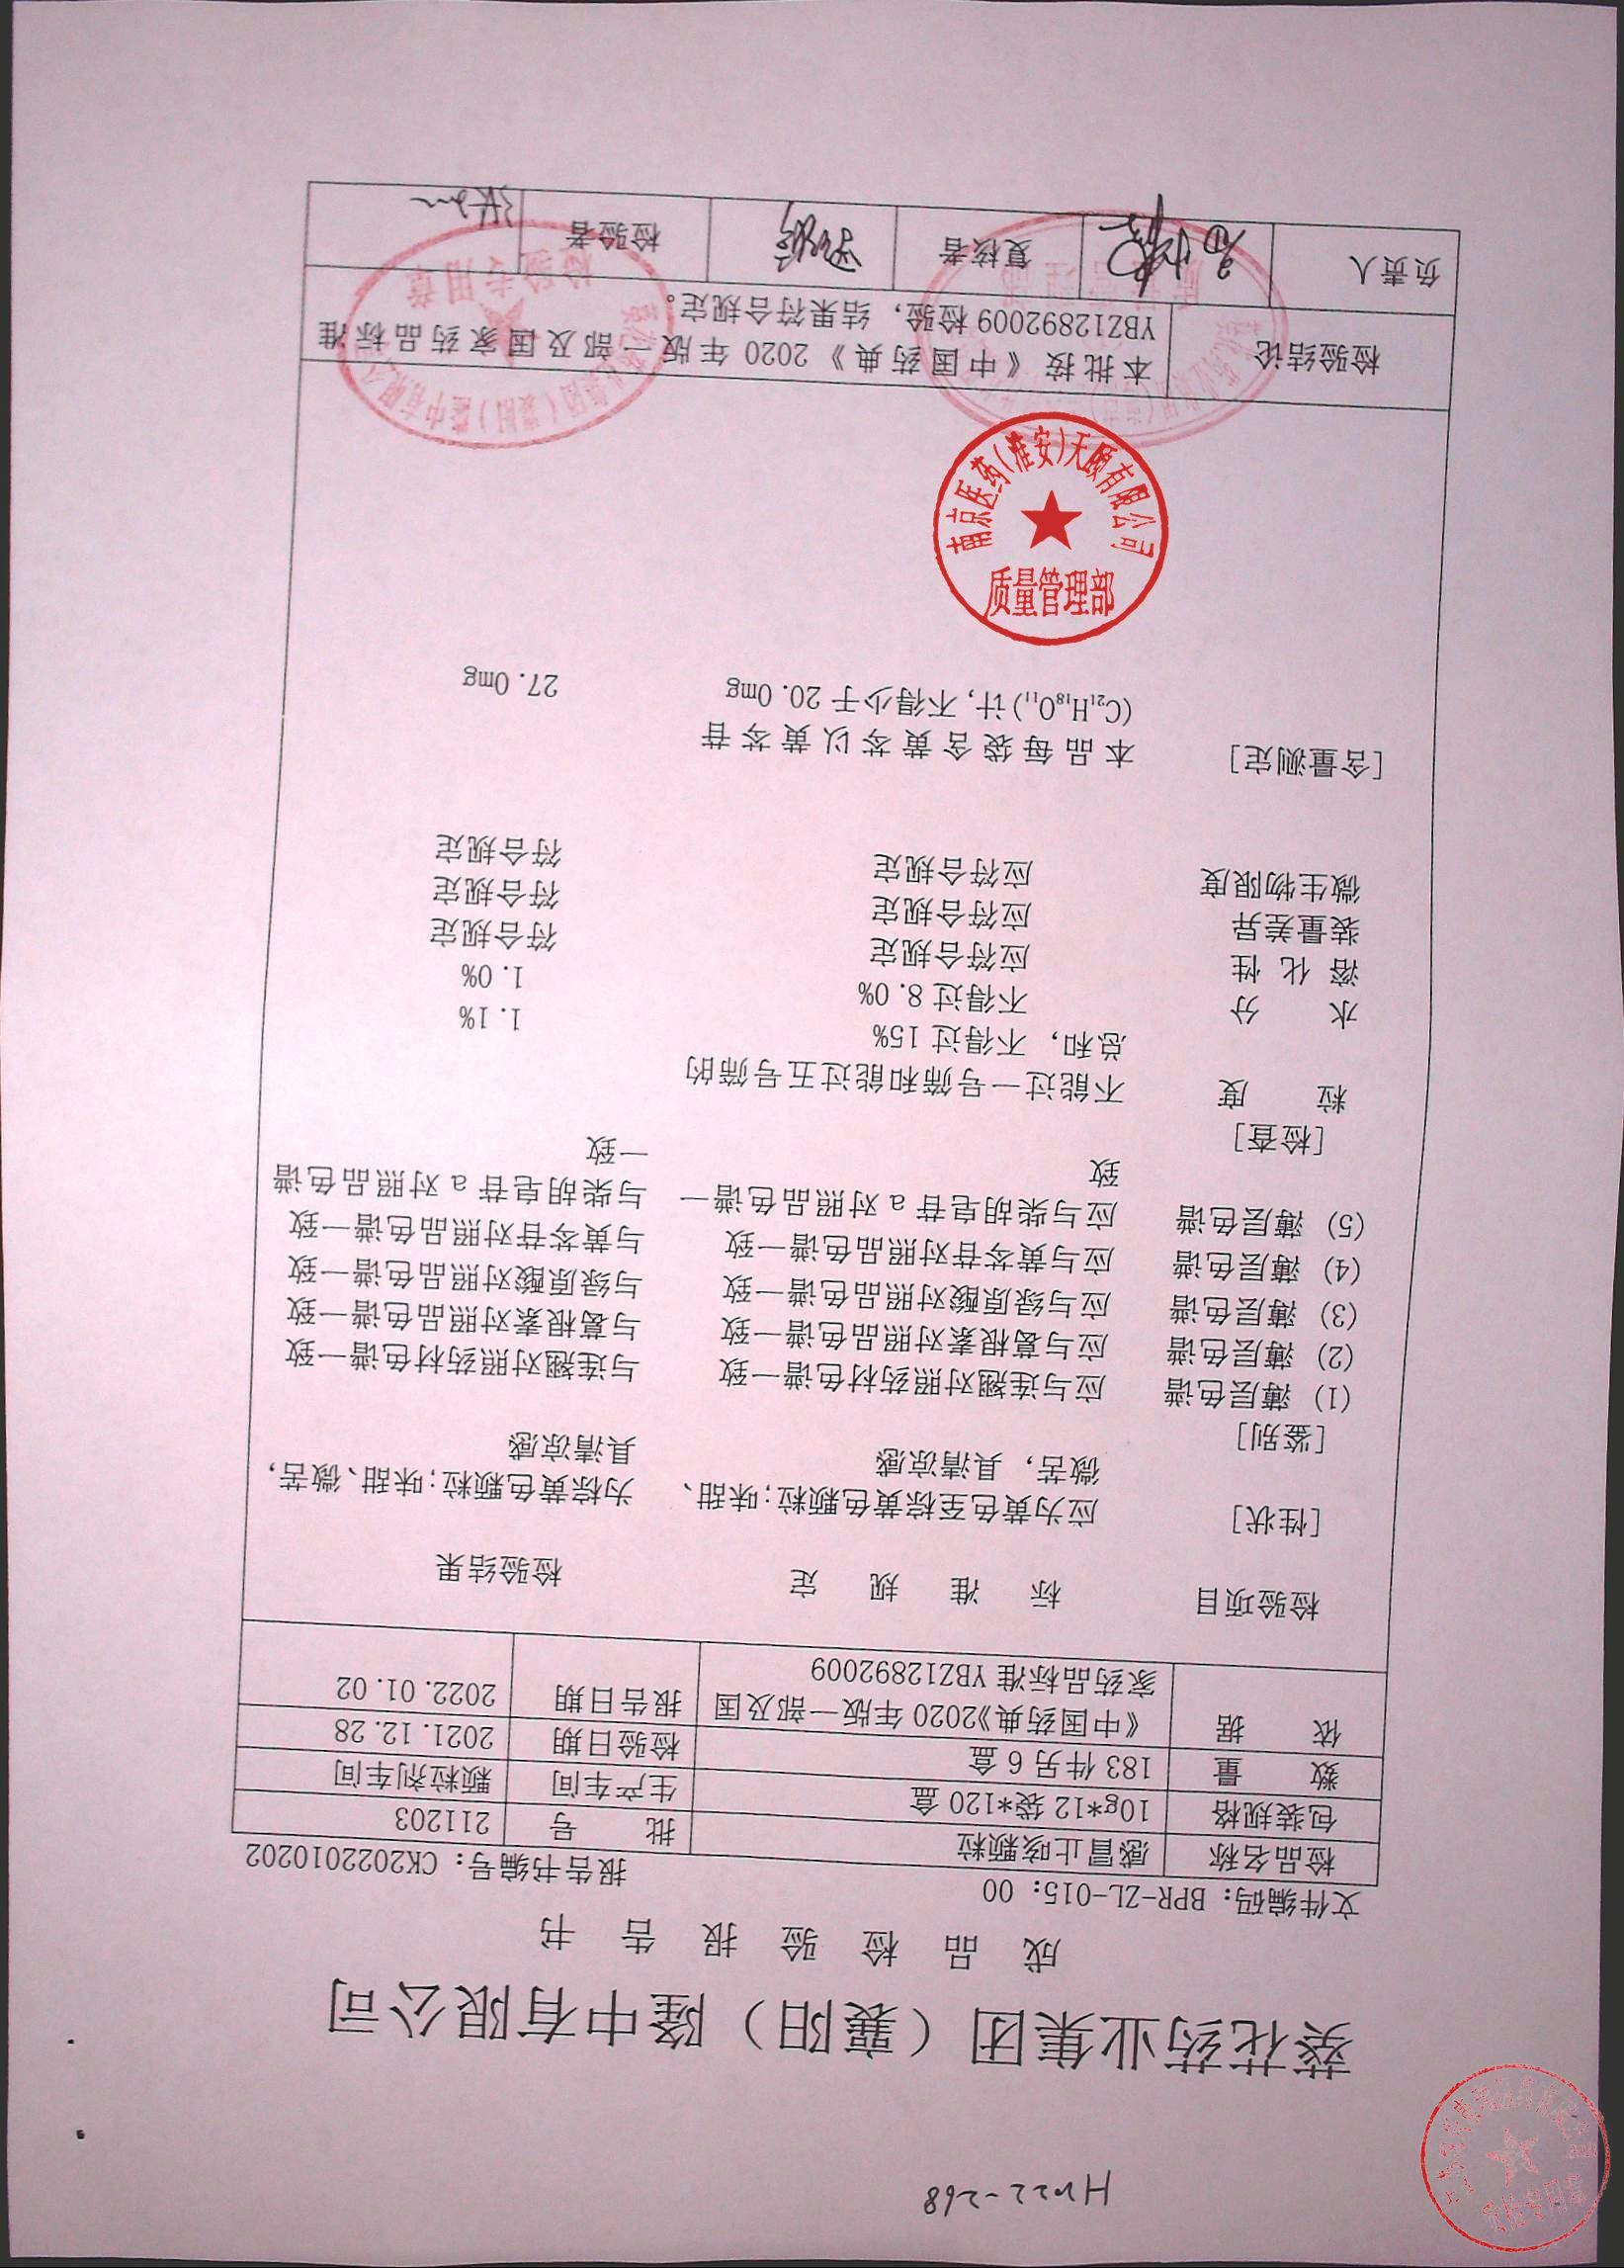 HN22-268
葵花药业集团（襄阳）隆中有限公司
成品检验报告书
文件编码：BPR-ZL-015：00 报告书编号：CK2022010202
检品名称 感冒止咳颗粒 批号 211203
包装规格 10g*12袋*120盒 生产车间 颗粒剂车间
数量 183件另6盒 检验日期 2021.12.28
依据 《中国药典》2020年版一部及国 报告日期 2022.01.02
家药品标准YBZ12892009
检验项目 标准规定 检验结果
[性状] 应为黄色至棕黄色颗粒;味甜、 为棕黄色颗粒;味甜、微苦，
微苦，具清凉感 具清凉感
[鉴别]
(1) 薄层色谱 应与连翘对照药材色谱一致 与连翘对照药材色谱一致
(2) 薄层色谱 应与葛根素对照品色谱一致 与葛根素对照品色谱一致
(3) 薄层色谱 应与绿原酸对照品色谱一致 与绿原酸对照品色谱一致
(4) 薄层色谱 应与黄芩苷对照品色谱一致 与黄芩苷对照品色谱一致
(5) 薄层色谱 应与柴胡皂苷a对照品色谱一 与柴胡皂苷a对照品色谱
致 一致
[检查]
粒度 不能过一号筛和能过五号筛的
总和，不得过15% 1.1%
水分 不得过8.0% 1.0%
溶化性 应符合规定 符合规定
装量差异 应符合规定 符合规定
微生物限度 应符合规定 符合规定
[含量测定] 本品每袋含黄芩以黄芩苷
(C₂₁H₁₈O₁₁)计，不得少于20.0mg 27.0mg
南京医药(淮安)天颐有限公司
质量管理部
检验结论 本批按《中国药典》2020年版一部及国家药品标准
YBZ12892009检验，结果符合规定。
负责人 复核者 检验者
葵花药业集团（襄阳）隆中有限公司
检验专用章